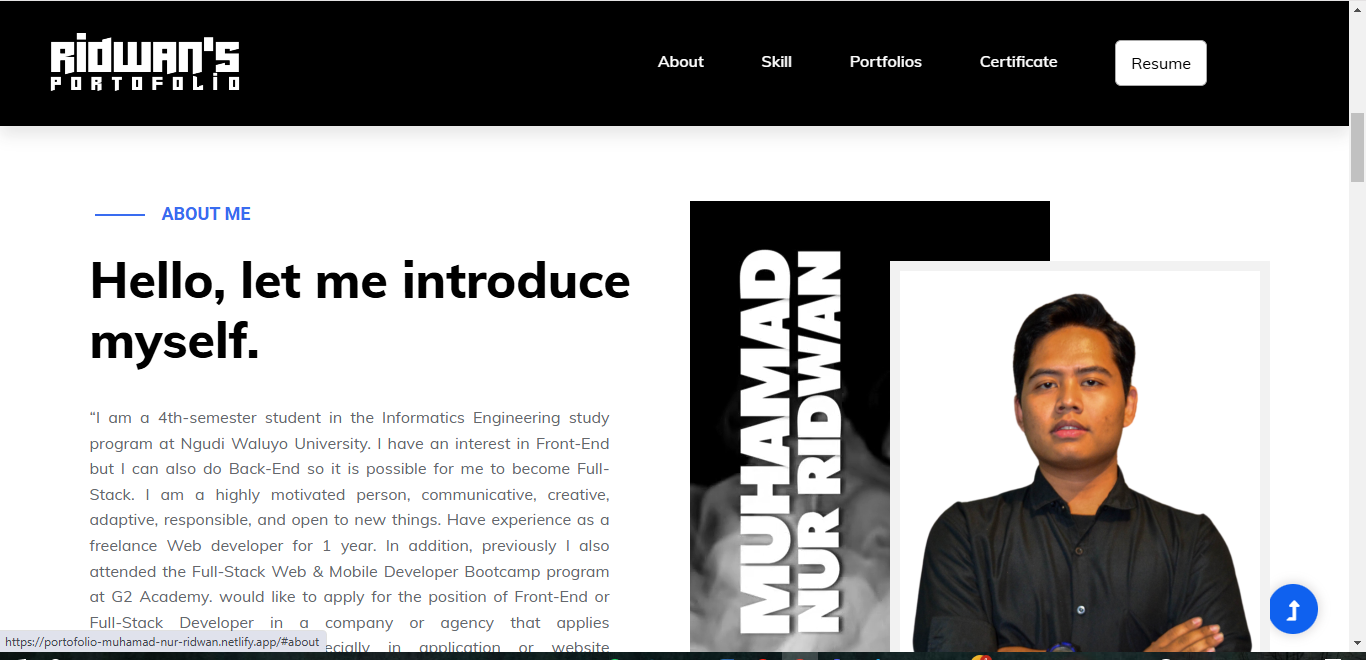 RidWAN'S
PORTOFOLiO
About
Skill
Portfolios
Certificate
Resume
ABOUT ME
Hello, let me introduce
myself.
“I am a 4th-semester student in the Informatics Engineering study
program at Ngudi Waluyo University. I have an interest in Front-End
but I can also do Back-End so it is possible for me to become Full-
Stack. I am a highly motivated person, communicative, creative,
adaptive, responsible, and open to new things. Have experience as a
freelance Web developer for 1 year. In addition, previously I also
attended the Full-Stack Web & Mobile Developer Bootcamp program
at G2 Academy. would like to apply for the position of Front-End or
Full-Stack Developer in a company or agency that applies
in application or website
MUHAMAD
NUR RIDWAN
https://portofolio-muhamad-nur-ridwan.netlify.app/#about